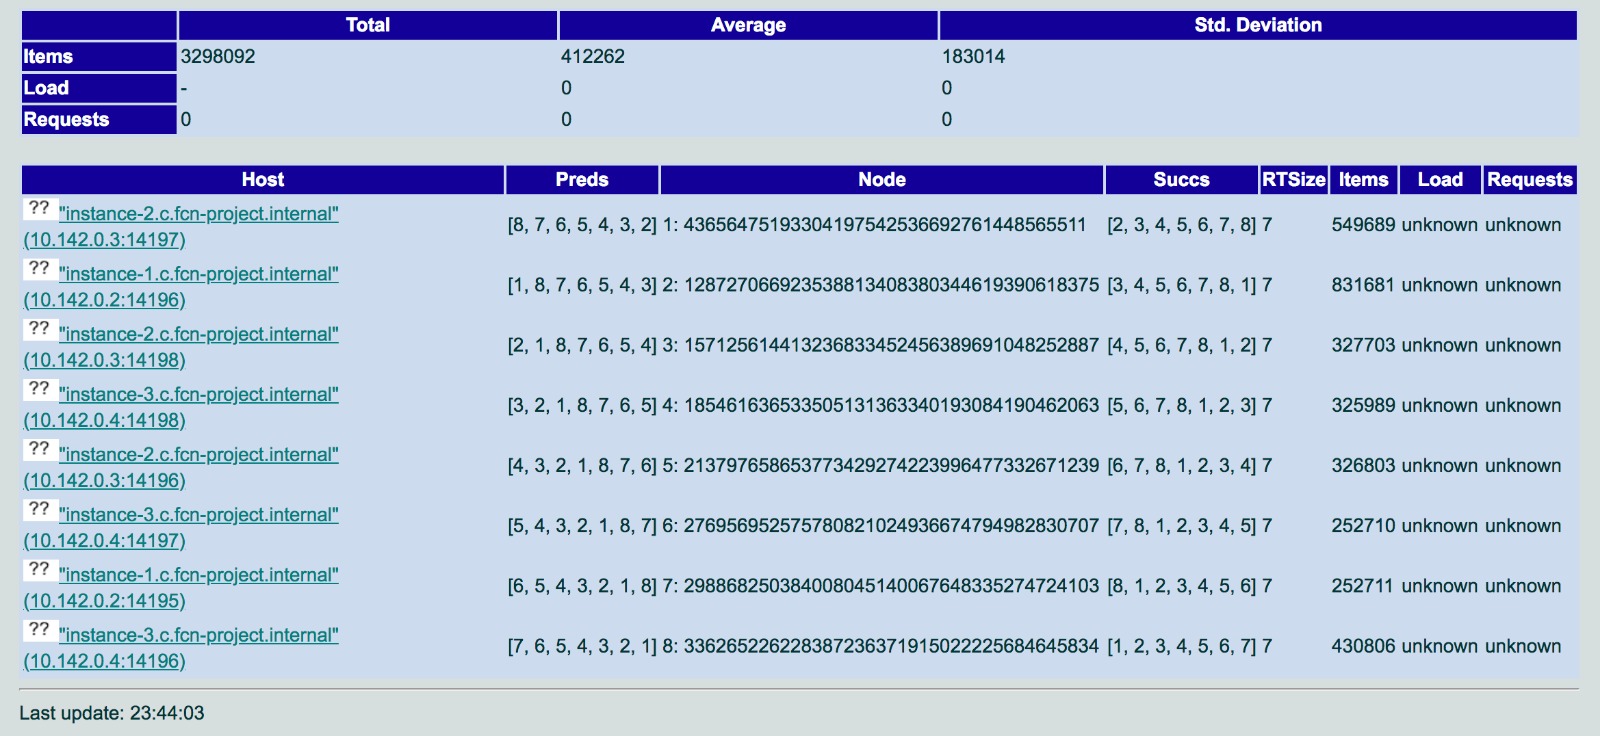 Total Average Std. Deviation
Items 3298092 412262 183014
Load - 0 0
Requests 0 0 0
Host Preds Node Succs RTSize Items Load Requests
?? "instance-2.c.fcn-project.internal"
(10.142.0.3:14197) [8, 7, 6, 5, 4, 3, 2] 1: 43656475193304197542536692761448565511 [2, 3, 4, 5, 6, 7, 8] 7 549689 unknown unknown
?? "instance-1.c.fcn-project.internal"
(10.142.0.2:14196) [1, 8, 7, 6, 5, 4, 3] 2: 128727066923538813408380344619390618375 [3, 4, 5, 6, 7, 8, 1] 7 831681 unknown unknown
?? "instance-2.c.fcn-project.internal"
(10.142.0.3:14198) [2, 1, 8, 7, 6, 5, 4] 3: 157125614413236833452456389691048252887 [4, 5, 6, 7, 8, 1, 2] 7 327703 unknown unknown
?? "instance-3.c.fcn-project.internal"
(10.142.0.4:14198) [3, 2, 1, 8, 7, 6, 5] 4: 185461636533505131363340193084190462063 [5, 6, 7, 8, 1, 2, 3] 7 325989 unknown unknown
?? "instance-2.c.fcn-project.internal"
(10.142.0.3:14196) [4, 3, 2, 1, 8, 7, 6] 5: 213797658653773429274223996477332671239 [6, 7, 8, 1, 2, 3, 4] 7 326803 unknown unknown
?? "instance-3.c.fcn-project.internal"
(10.142.0.4:14197) [5, 4, 3, 2, 1, 8, 7] 6: 276956952575780821024936674794982830707 [7, 8, 1, 2, 3, 4, 5] 7 252710 unknown unknown
?? "instance-1.c.fcn-project.internal"
(10.142.0.2:14195) [6, 5, 4, 3, 2, 1, 8] 7: 298868250384008045140067648335274724103 [8, 1, 2, 3, 4, 5, 6] 7 252711 unknown unknown
?? "instance-3.c.fcn-project.internal"
(10.142.0.4:14196) [7, 6, 5, 4, 3, 2, 1] 8: 336265226228387236371915022225684645834 [1, 2, 3, 4, 5, 6, 7] 7 430806 unknown unknown
Last update: 23:44:03